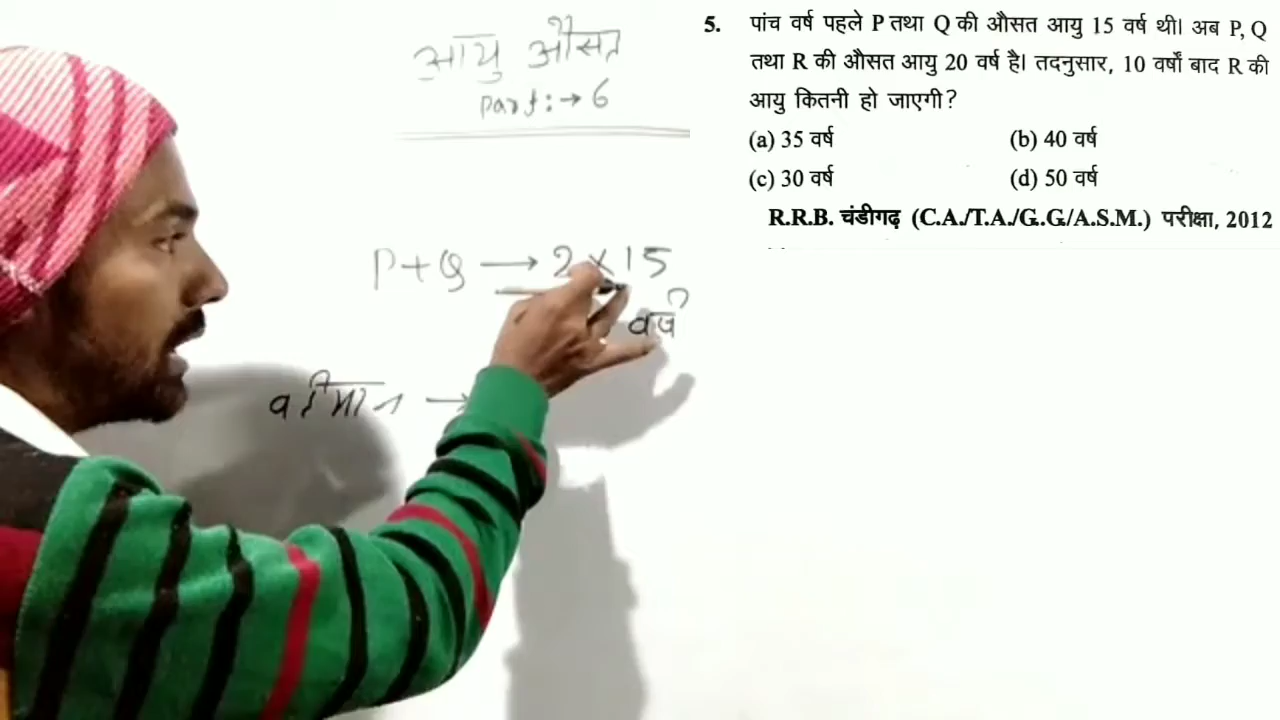 आयु औसत
Part:→ 6
P+Q → 2×15
वर्ष
वर्तमान →
5. पांच वर्ष पहले P तथा Q की औसत आयु 15 वर्ष थी। अब P, Q
तथा R की औसत आयु 20 वर्ष है। तदनुसार, 10 वर्षों बाद R की
आयु कितनी हो जाएगी?
(a) 35 वर्ष (b) 40 वर्ष
(c) 30 वर्ष (d) 50 वर्ष
R.R.B. चंडीगढ़ (C.A./T.A./G.G/A.S.M.) परीक्षा, 2012